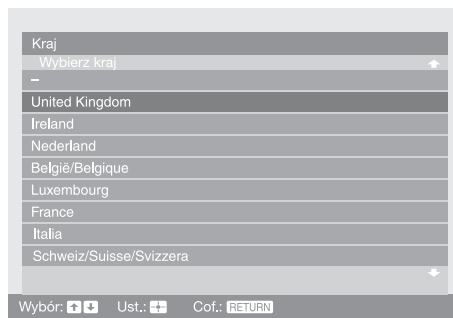 Kraj
Wybierz kraj
–
United Kingdom
Ireland
Nederland
België/Belgique
Luxembourg
France
Italia
Schweiz/Suisse/Svizzera
Wybór: Ust.: Cof.: RETURN